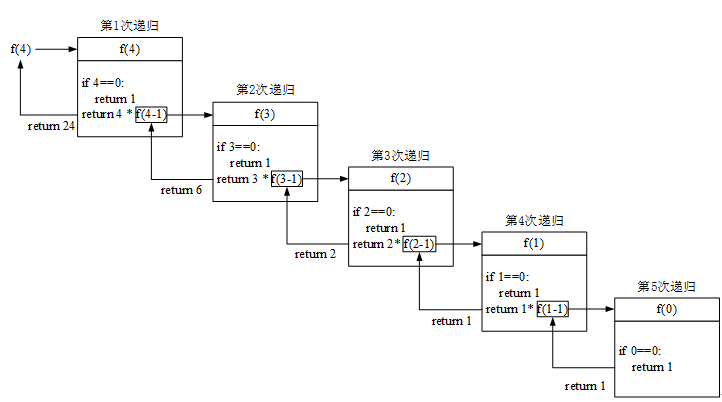 第1次递归
f(4)
f(4)
if 4==0:
return 1
return 4 * f(4-1)
return 24
第2次递归
f(3)
if 3==0:
return 1
return 3 * f(3-1)
return 6
第3次递归
f(2)
if 2==0:
return 1
return 2* f(2-1)
return 2
第4次递归
f(1)
if 1==0:
return 1
return 1* f(1-1)
return 1
第5次递归
f(0)
if 0==0:
return 1
return 1